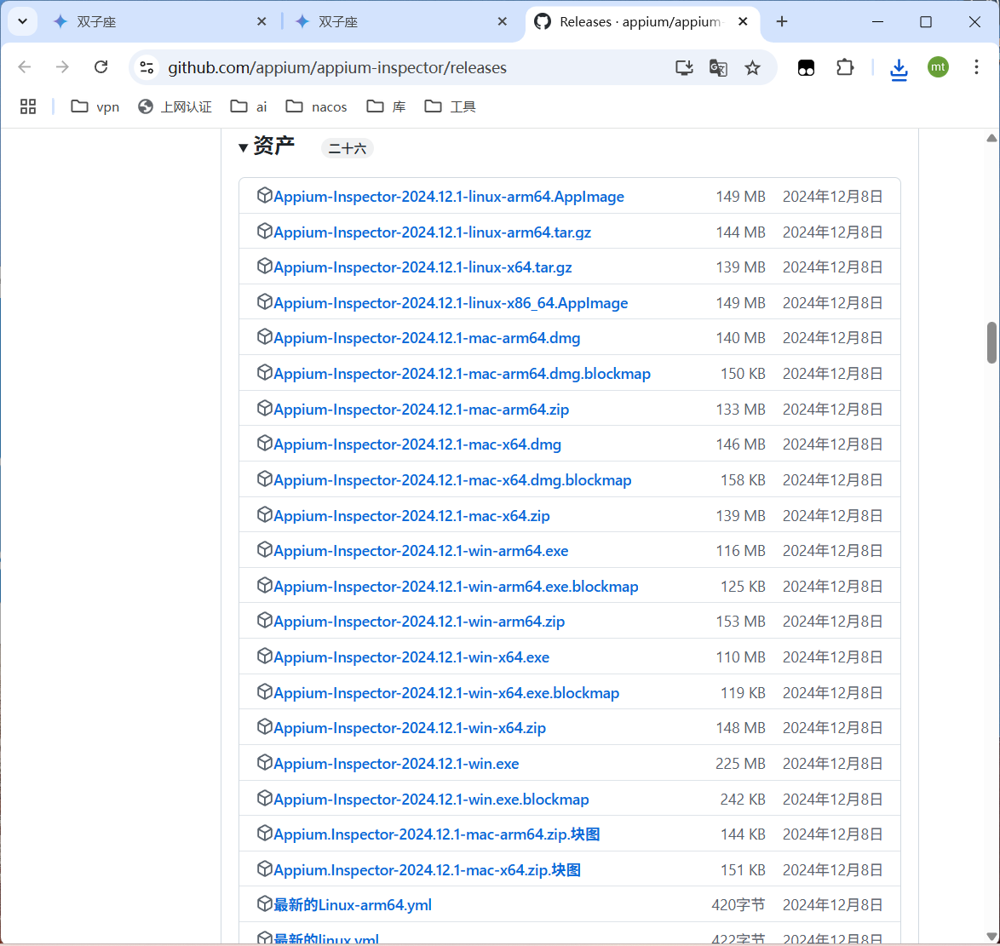 双子座
双子座
Releases · appium/appium-
github.com/appium/appium-inspector/releases
mt
vpn
上网认证
ai
nacos
库
工具
资产 二十六
Appium-Inspector-2024.12.1-linux-arm64.AppImage 149 MB 2024年12月8日
Appium-Inspector-2024.12.1-linux-arm64.tar.gz 144 MB 2024年12月8日
Appium-Inspector-2024.12.1-linux-x64.tar.gz 139 MB 2024年12月8日
Appium-Inspector-2024.12.1-linux-x86_64.AppImage 149 MB 2024年12月8日
Appium-Inspector-2024.12.1-mac-arm64.dmg 140 MB 2024年12月8日
Appium-Inspector-2024.12.1-mac-arm64.dmg.blockmap 150 KB 2024年12月8日
Appium-Inspector-2024.12.1-mac-arm64.zip 133 MB 2024年12月8日
Appium-Inspector-2024.12.1-mac-x64.dmg 146 MB 2024年12月8日
Appium-Inspector-2024.12.1-mac-x64.dmg.blockmap 158 KB 2024年12月8日
Appium-Inspector-2024.12.1-mac-x64.zip 139 MB 2024年12月8日
Appium-Inspector-2024.12.1-win-arm64.exe 116 MB 2024年12月8日
Appium-Inspector-2024.12.1-win-arm64.exe.blockmap 125 KB 2024年12月8日
Appium-Inspector-2024.12.1-win-arm64.zip 153 MB 2024年12月8日
Appium-Inspector-2024.12.1-win-x64.exe 110 MB 2024年12月8日
Appium-Inspector-2024.12.1-win-x64.exe.blockmap 119 KB 2024年12月8日
Appium-Inspector-2024.12.1-win-x64.zip 148 MB 2024年12月8日
Appium-Inspector-2024.12.1-win.exe 225 MB 2024年12月8日
Appium-Inspector-2024.12.1-win.exe.blockmap 242 KB 2024年12月8日
Appium.Inspector-2024.12.1-mac-arm64.zip.块图 144 KB 2024年12月8日
Appium.Inspector-2024.12.1-mac-x64.zip.块图 151 KB 2024年12月8日
最新的Linux-arm64.yml 420字节 2024年12月8日
最新的linux.yml 422字节 2024年12月8日